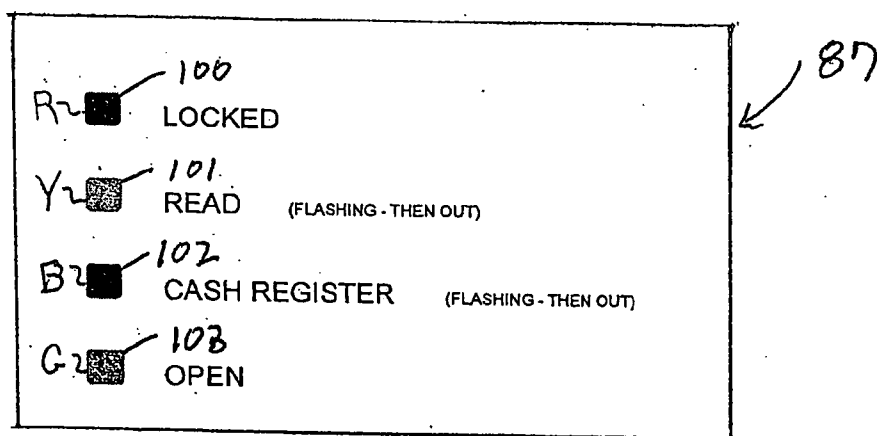 100
87
R
LOCKED
101
Y
READ (FLASHING - THEN OUT)
102
B
CASH REGISTER (FLASHING - THEN OUT)
103
G
OPEN